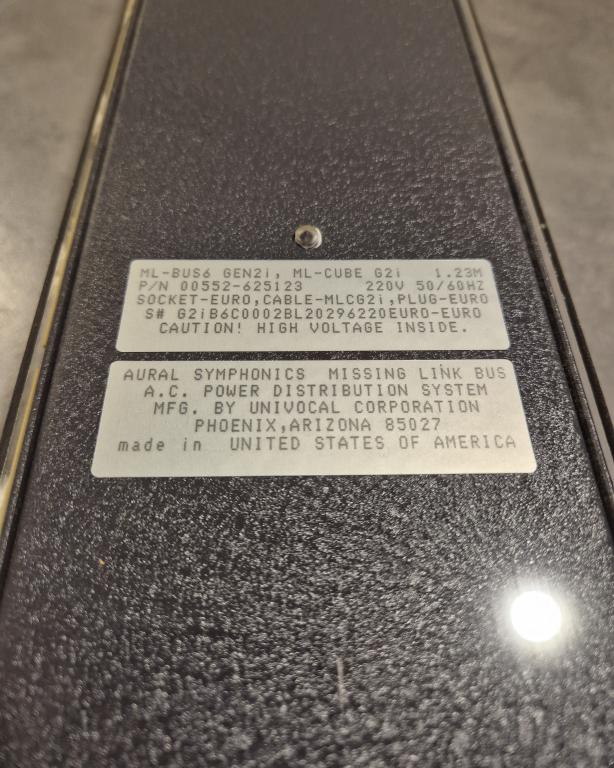 ML-BUS6 GEN2i, ML-CUBE G2i 1.23M
P/N 00552-625123 220V 50/60HZ
SOCKET-EURO,CABLE-MLCG2i,PLUG-EURO
S# G2iB6C0002BL20296220EURO-EURO
CAUTION! HIGH VOLTAGE INSIDE.
AURAL SYMPHONICS MISSING LINK BUS
A.C. POWER DISTRIBUTION SYSTEM
MFG. BY UNIVOCAL CORPORATION
PHOENIX,ARIZONA 85027
made in UNITED STATES OF AMERICA